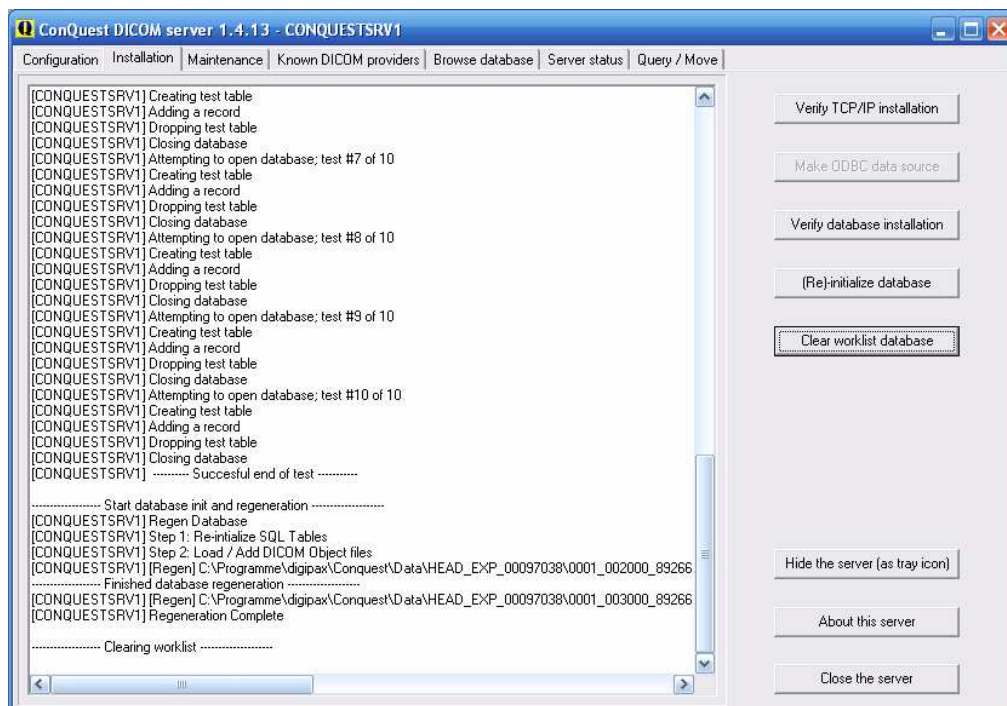 ConQuest DICOM server 1.4.13 - CONQUESTSRV1
Configuration Installation Maintenance Known DICOM providers Browse database Server status Query / Move
[CONQUESTSRV1] Creating test table
[CONQUESTSRV1] Adding a record
[CONQUESTSRV1] Dropping test table
[CONQUESTSRV1] Closing database
[CONQUESTSRV1] Attempting to open database; test #7 of 10
[CONQUESTSRV1] Creating test table
[CONQUESTSRV1] Adding a record
[CONQUESTSRV1] Dropping test table
[CONQUESTSRV1] Closing database
[CONQUESTSRV1] Attempting to open database; test #8 of 10
[CONQUESTSRV1] Creating test table
[CONQUESTSRV1] Adding a record
[CONQUESTSRV1] Dropping test table
[CONQUESTSRV1] Closing database
[CONQUESTSRV1] Attempting to open database; test #9 of 10
[CONQUESTSRV1] Creating test table
[CONQUESTSRV1] Adding a record
[CONQUESTSRV1] Dropping test table
[CONQUESTSRV1] Closing database
[CONQUESTSRV1] Attempting to open database; test #10 of 10
[CONQUESTSRV1] Creating test table
[CONQUESTSRV1] Adding a record
[CONQUESTSRV1] Dropping test table
[CONQUESTSRV1] Closing database
[CONQUESTSRV1] --------- Succesful end of test ----------
------------------ Start database init and regeneration -------------------
[CONQUESTSRV1] Regen Database
[CONQUESTSRV1] Step 1: Re-intialize SQL Tables
[CONQUESTSRV1] Step 2: Load / Add DICOM Object files
[CONQUESTSRV1] [Regen] C:\Programme\digipax\Conquest\Data\HEAD_EXP_00097038\0001_002000_89266
------------------ Finished database regeneration -------------------
[CONQUESTSRV1] [Regen] C:\Programme\digipax\Conquest\Data\HEAD_EXP_00097038\0001_003000_89266
[CONQUESTSRV1] Regeneration Complete
------------------ Clearing worklist -------------------
Verify TCP/IP installation
Make ODBC data source
Verify database installation
(Re)-initialize database
Clear worklist database
Hide the server (as tray icon)
About this server
Close the server